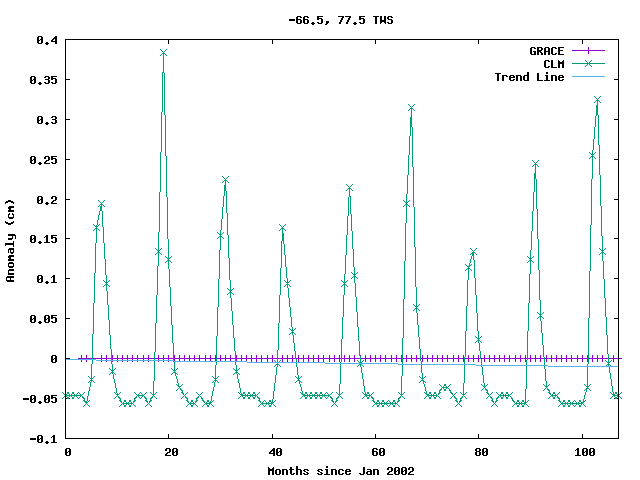 -66.5, 77.5 TWS
GRACE
CLM
Trend Line
0.4
0.35
0.3
0.25
0.2
0.15
0.1
0.05
0
-0.05
-0.1
Anomaly (cm)
0 20 40 60 80 100
Months since Jan 2002